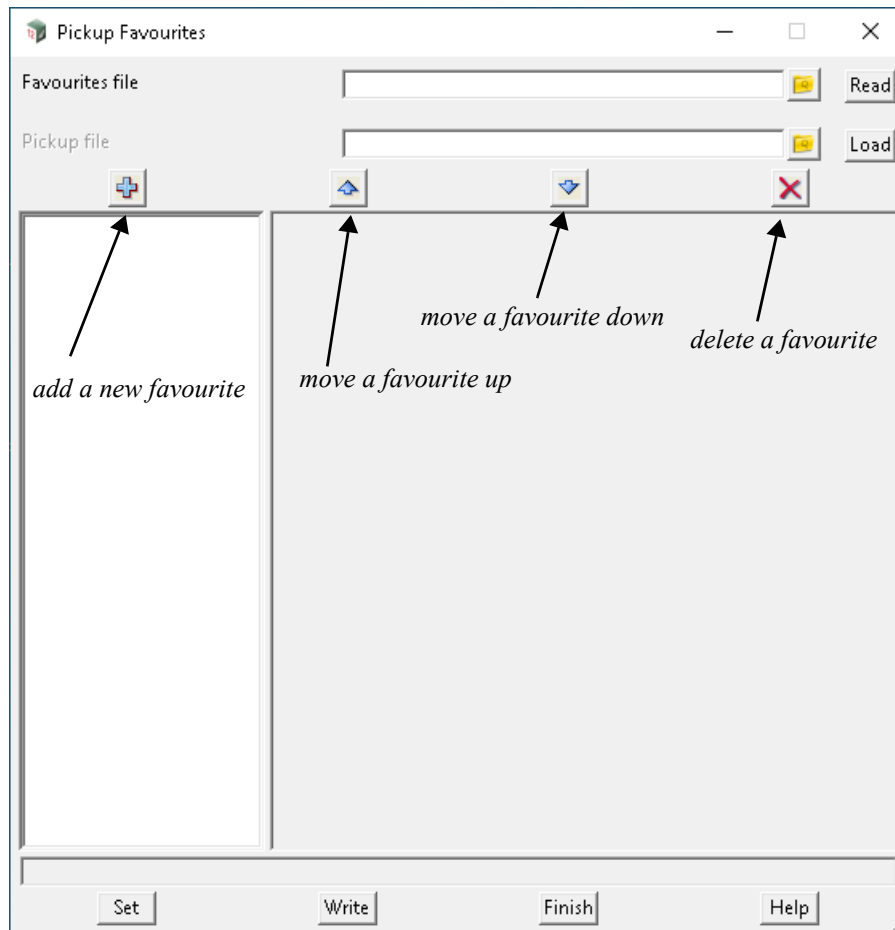 Pickup Favourites
Favourites file
Read
Pickup file
Load
move a favourite down
delete a favourite
add a new favourite
move a favourite up
Set
Write
Finish
Help